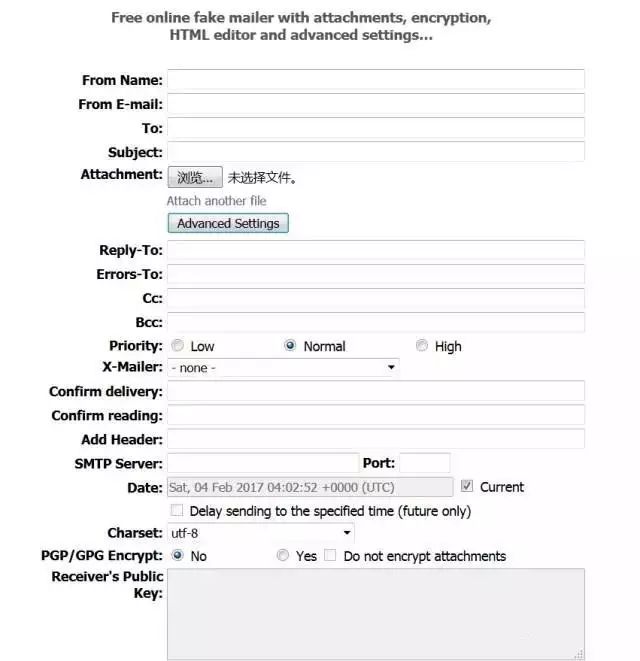 Free online fake mailer with attachments, encryption,
HTML editor and advanced settings...
From Name:
From E-mail:
To:
Subject:
Attachment: 浏览... 未选择文件。
Attach another file
Advanced Settings
Reply-To:
Errors-To:
Cc:
Bcc:
Priority: Low Normal High
X-Mailer: - none -
Confirm delivery:
Confirm reading:
Add Header:
SMTP Server: Port:
Date: Sat, 04 Feb 2017 04:02:52 +0000 (UTC) Current
Delay sending to the specified time (future only)
Charset: utf-8
PGP/GPG Encrypt: No Yes Do not encrypt attachments
Receiver's Public
Key: